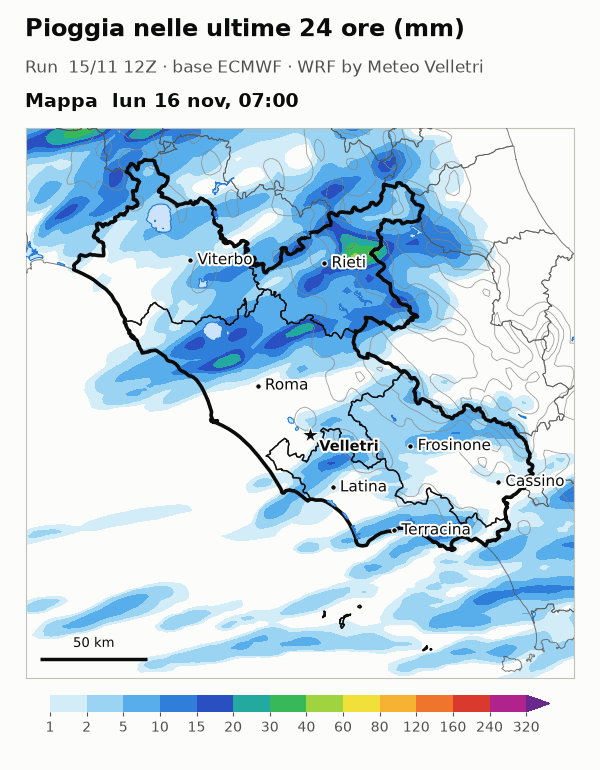 Pioggia nelle ultime 24 ore (mm)
Run 15/11 12Z · base ECMWF · WRF by Meteo Velletri
Mappa lun 16 nov, 07:00
Viterbo
Rieti
Roma
Velletri
Frosinone
Cassino
Latina
Terracina
50 km
1 2 5 10 15 20 30 40 60 80 120 160 240 320